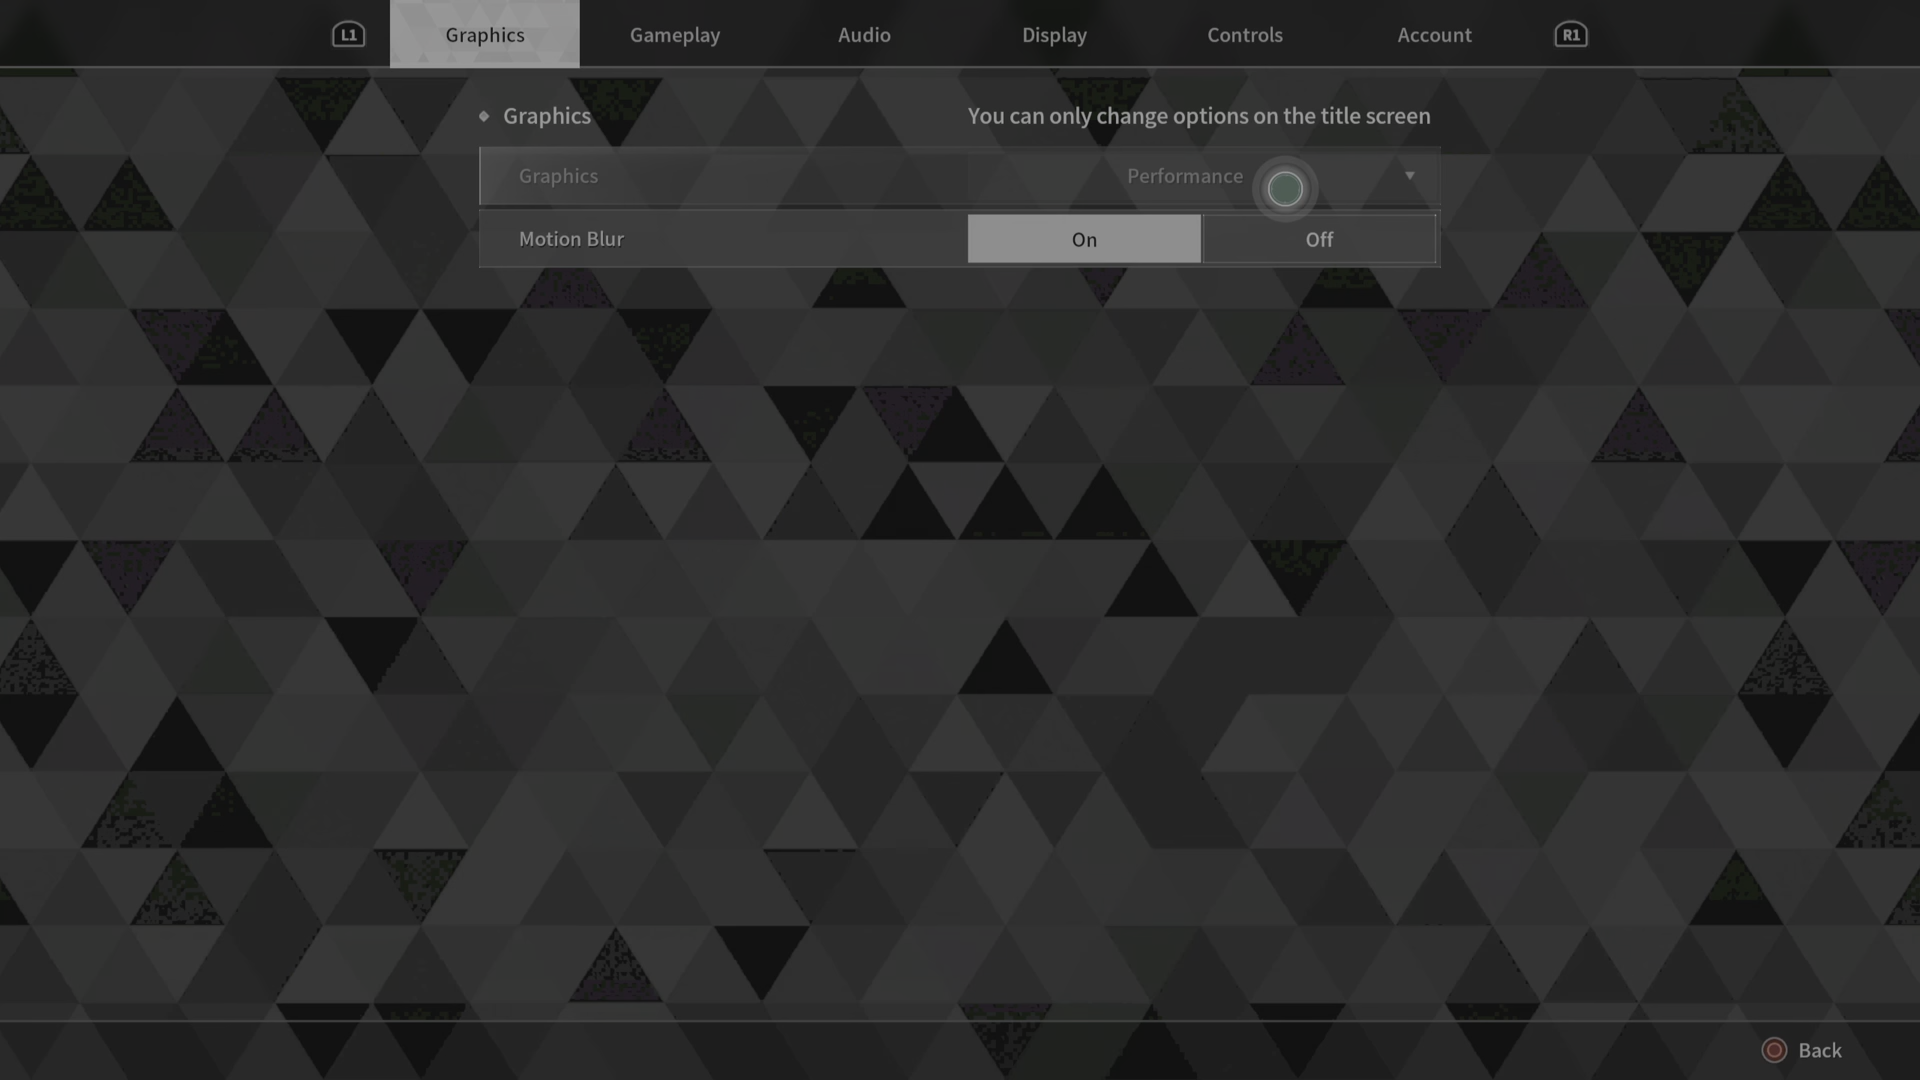 L1
Graphics
Gameplay
Audio
Display
Controls
Account
R1
Graphics
You can only change options on the title screen
Graphics
Performance
Motion Blur
On
Off
Back